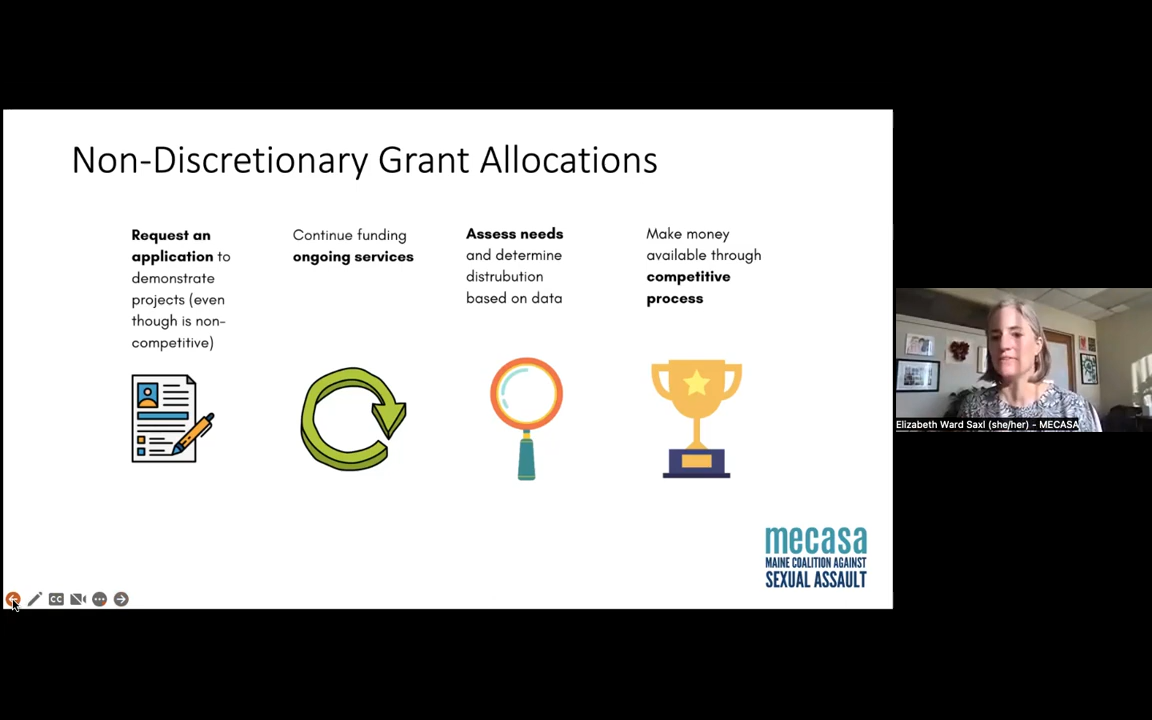 Non-Discretionary Grant Allocations
Request an
application to
demonstrate
projects (even
though is non-
competitive)
Continue funding
ongoing services
Assess needs
and determine
distrubution
based on data
Make money
available through
competitive
process
mecasa
MAINE COALITION AGAINST
SEXUAL ASSAULT
CC
Elizabeth Ward Saxl (she/her) - MECASA